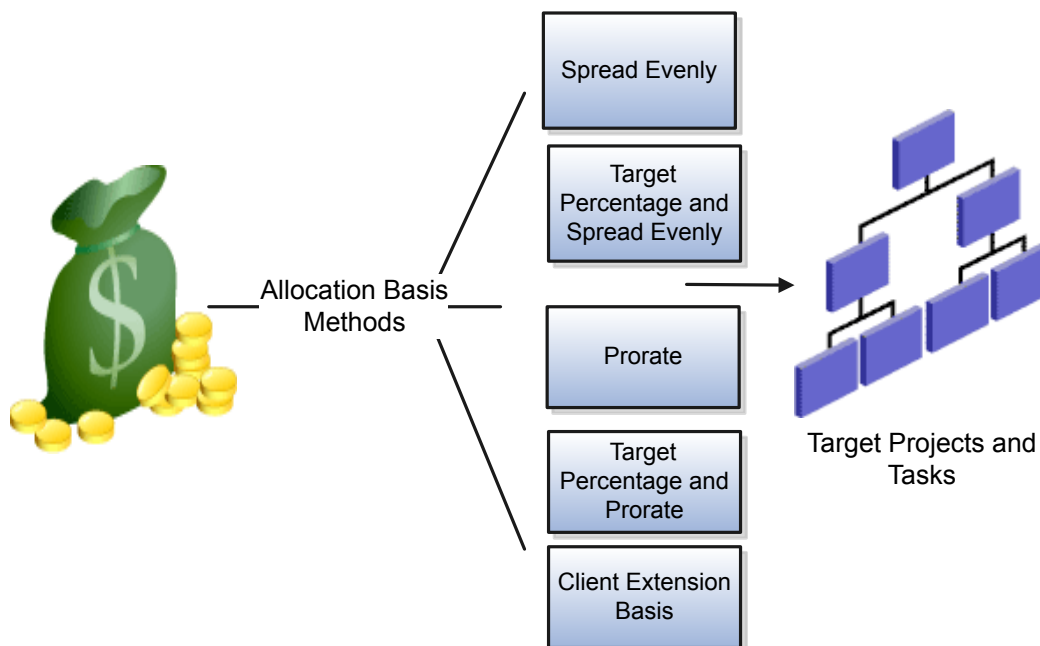 Spread Evenly
Target
Percentage and
Spread Evenly
$
Allocation Basis
Methods
Prorate
Target Projects and
Tasks
Target
Percentage and
Prorate
Client Extension
Basis